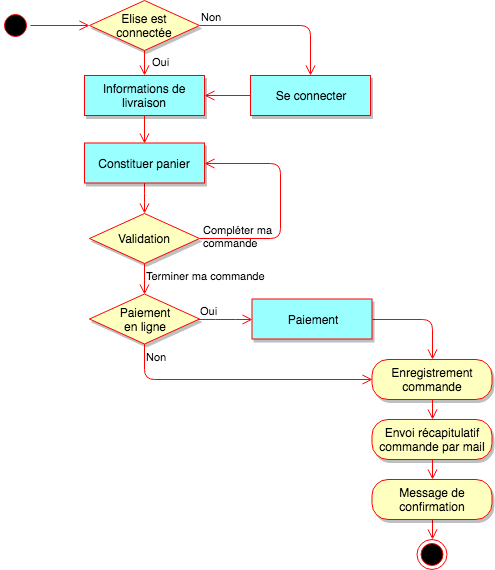 Elise est
connectée
Non
Oui
Informations de
livraison
Se connecter
Constituer panier
Validation
Compléter ma
commande
Terminer ma commande
Paiement
en ligne
Oui
Paiement
Non
Enregistrement
commande
Envoi récapitulatif
commande par mail
Message de
confirmation